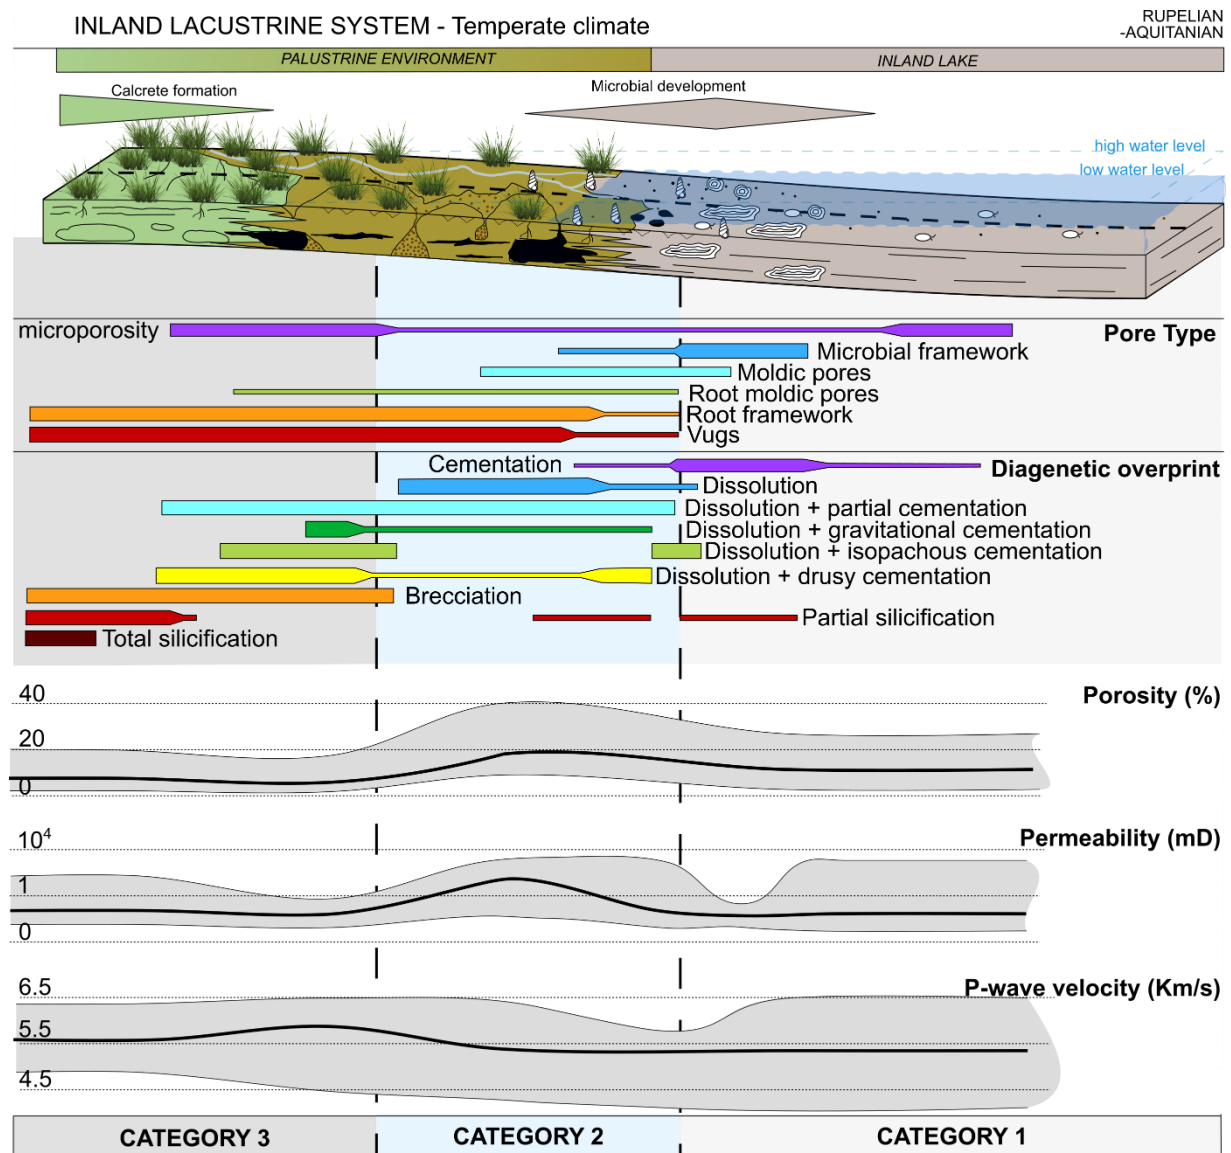 INLAND LACUSTRINE SYSTEM - Temperate climate
RUPELIAN
-AQUITANIAN
PALUSTRINE ENVIRONMENT
INLAND LAKE
Calcrete formation
Microbial development
high water level
low water level
microporosity
Pore Type
Microbial framework
Moldic pores
Root moldic pores
Root framework
Vugs
Cementation
Diagenetic overprint
Dissolution
Dissolution + partial cementation
Dissolution + gravitational cementation
Dissolution + isopachous cementation
Dissolution + drusy cementation
Brecciation
Partial silicification
Total silicification
40
Porosity (%)
20
0
10⁴
Permeability (mD)
1
0
6.5
P-wave velocity (Km/s)
5.5
4.5
CATEGORY 3
CATEGORY 2
CATEGORY 1